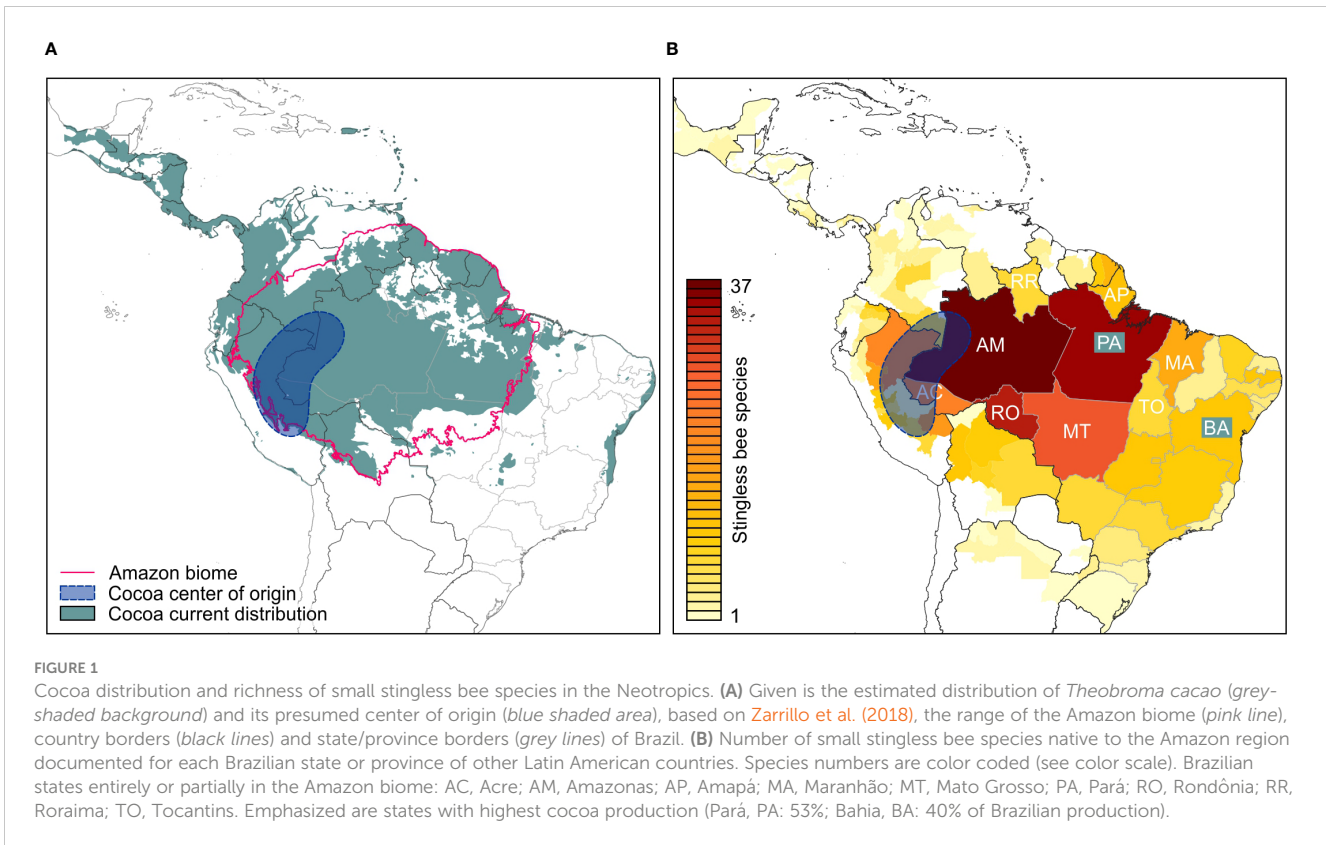 A
B
Amazon biome
Cocoa center of origin
Cocoa current distribution
37
Stingless bee species
1
RR
AP
AM
PA
MA
AC
RO
TO
MT
BA
FIGURE 1
Cocoa distribution and richness of small stingless bee species in the Neotropics. (A) Given is the estimated distribution of Theobroma cacao (grey-
shaded background) and its presumed center of origin (blue shaded area), based on Zarrillo et al. (2018), the range of the Amazon biome (pink line),
country borders (black lines) and state/province borders (grey lines) of Brazil. (B) Number of small stingless bee species native to the Amazon region
documented for each Brazilian state or province of other Latin American countries. Species numbers are color coded (see color scale). Brazilian
states entirely or partially in the Amazon biome: AC, Acre; AM, Amazonas; AP, Amapá; MA, Maranhão; MT, Mato Grosso; PA, Pará; RO, Rondônia; RR,
Roraima; TO, Tocantins. Emphasized are states with highest cocoa production (Pará, PA: 53%; Bahia, BA: 40% of Brazilian production).